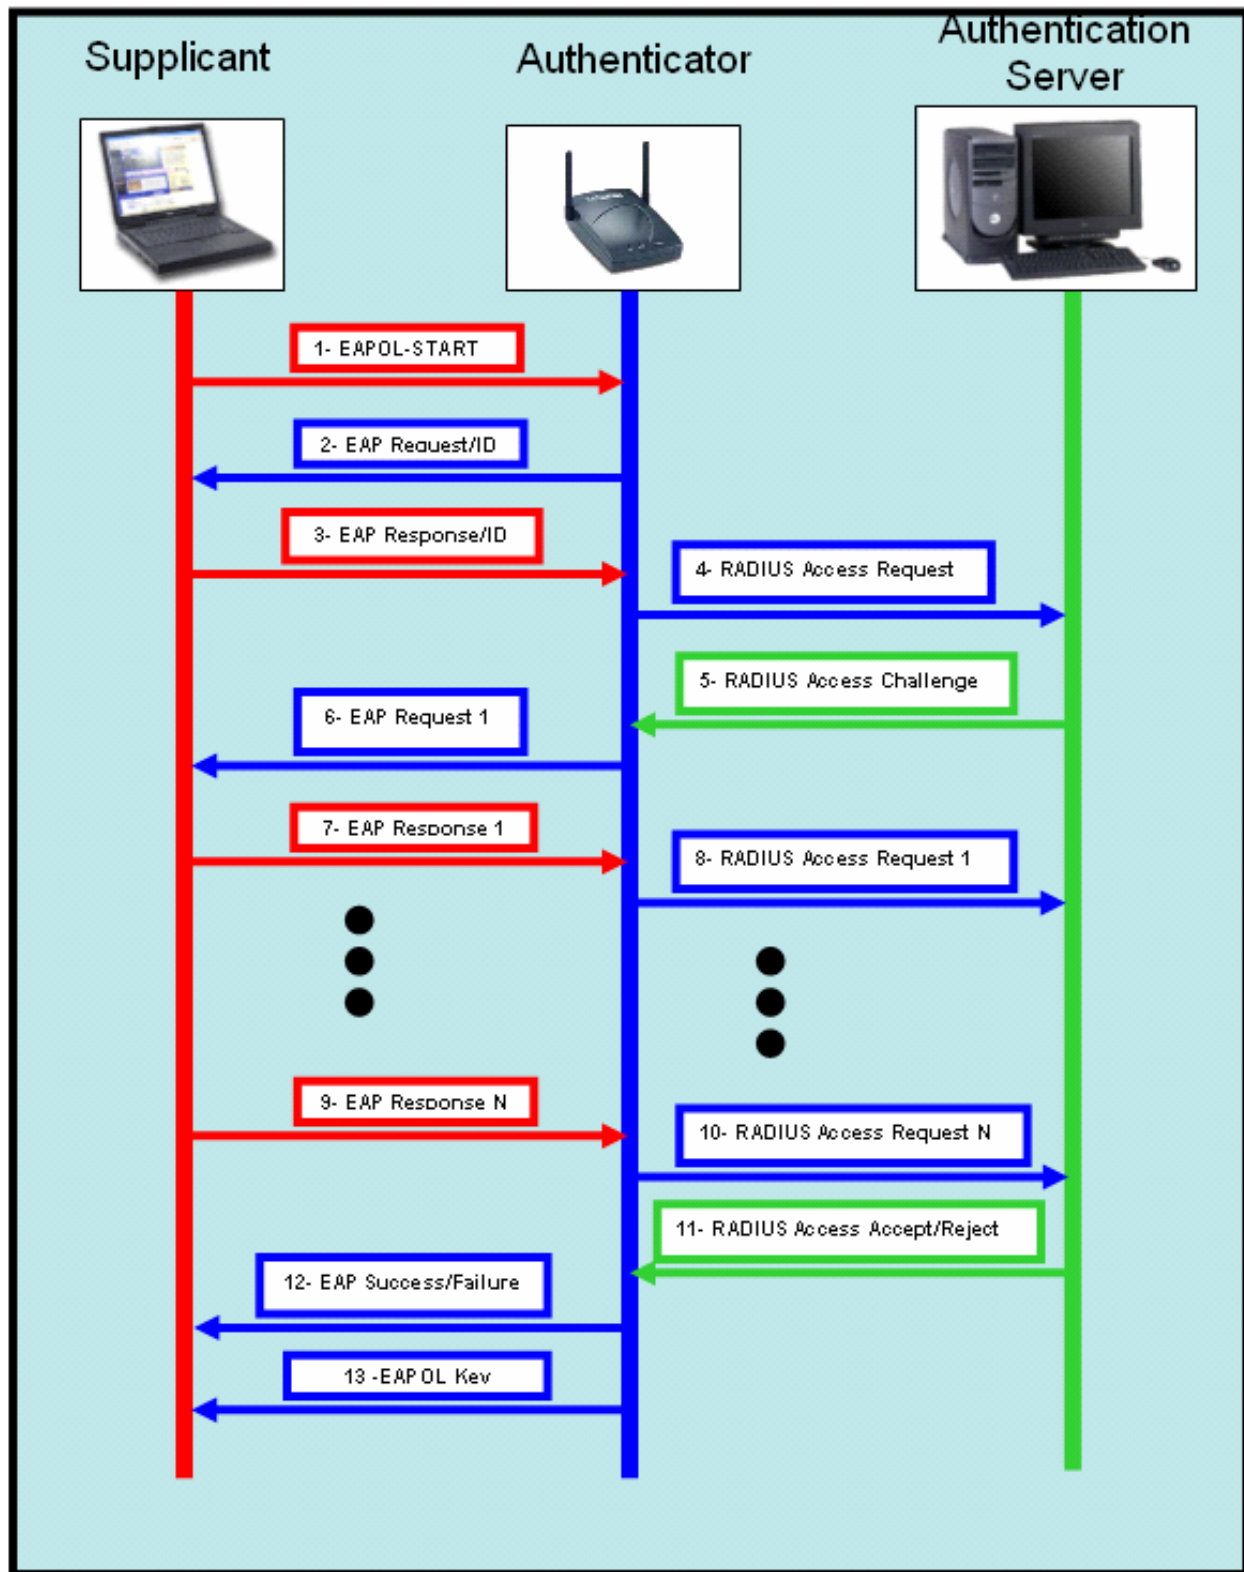 Supplicant
Authenticator
Authentication
Server
1- EAPOL-START
2- EAP Request/ID
3- EAP Response/ID
4- RADIUS Access Request
5- RADIUS Access Challenge
6- EAP Request 1
7- EAP Response 1
8- RADIUS Access Request 1
9- EAP Response N
10- RADIUS Access Request N
11- RADIUS Access Accept/Reject
12- EAP Success/Failure
13 -EAPOL Key